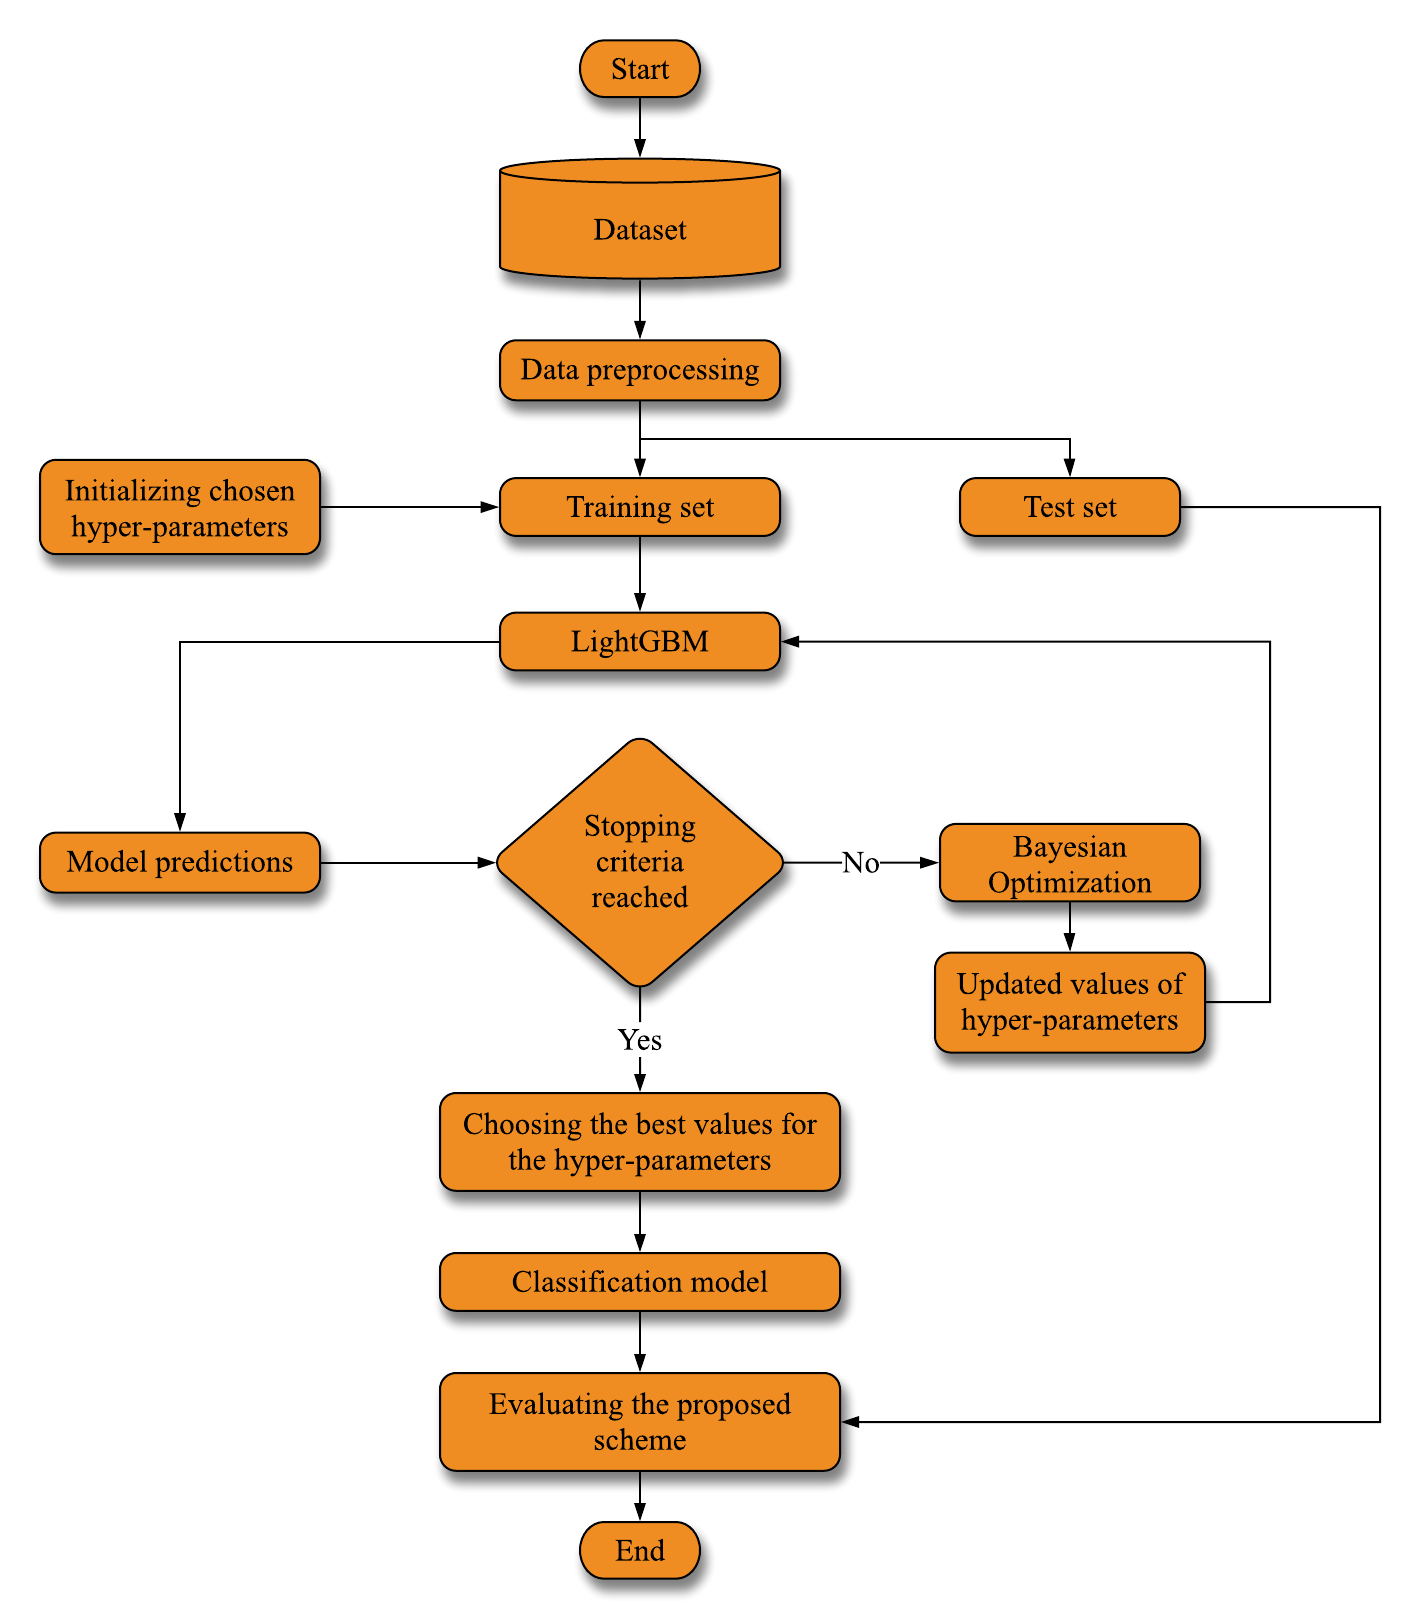 Start
Dataset
Data preprocessing
Initializing chosen
hyper-parameters
Training set
Test set
LightGBM
Model predictions
Stopping
criteria
reached
No
Bayesian
Optimization
Updated values of
hyper-parameters
Yes
Choosing the best values for
the hyper-parameters
Classification model
Evaluating the proposed
scheme
End